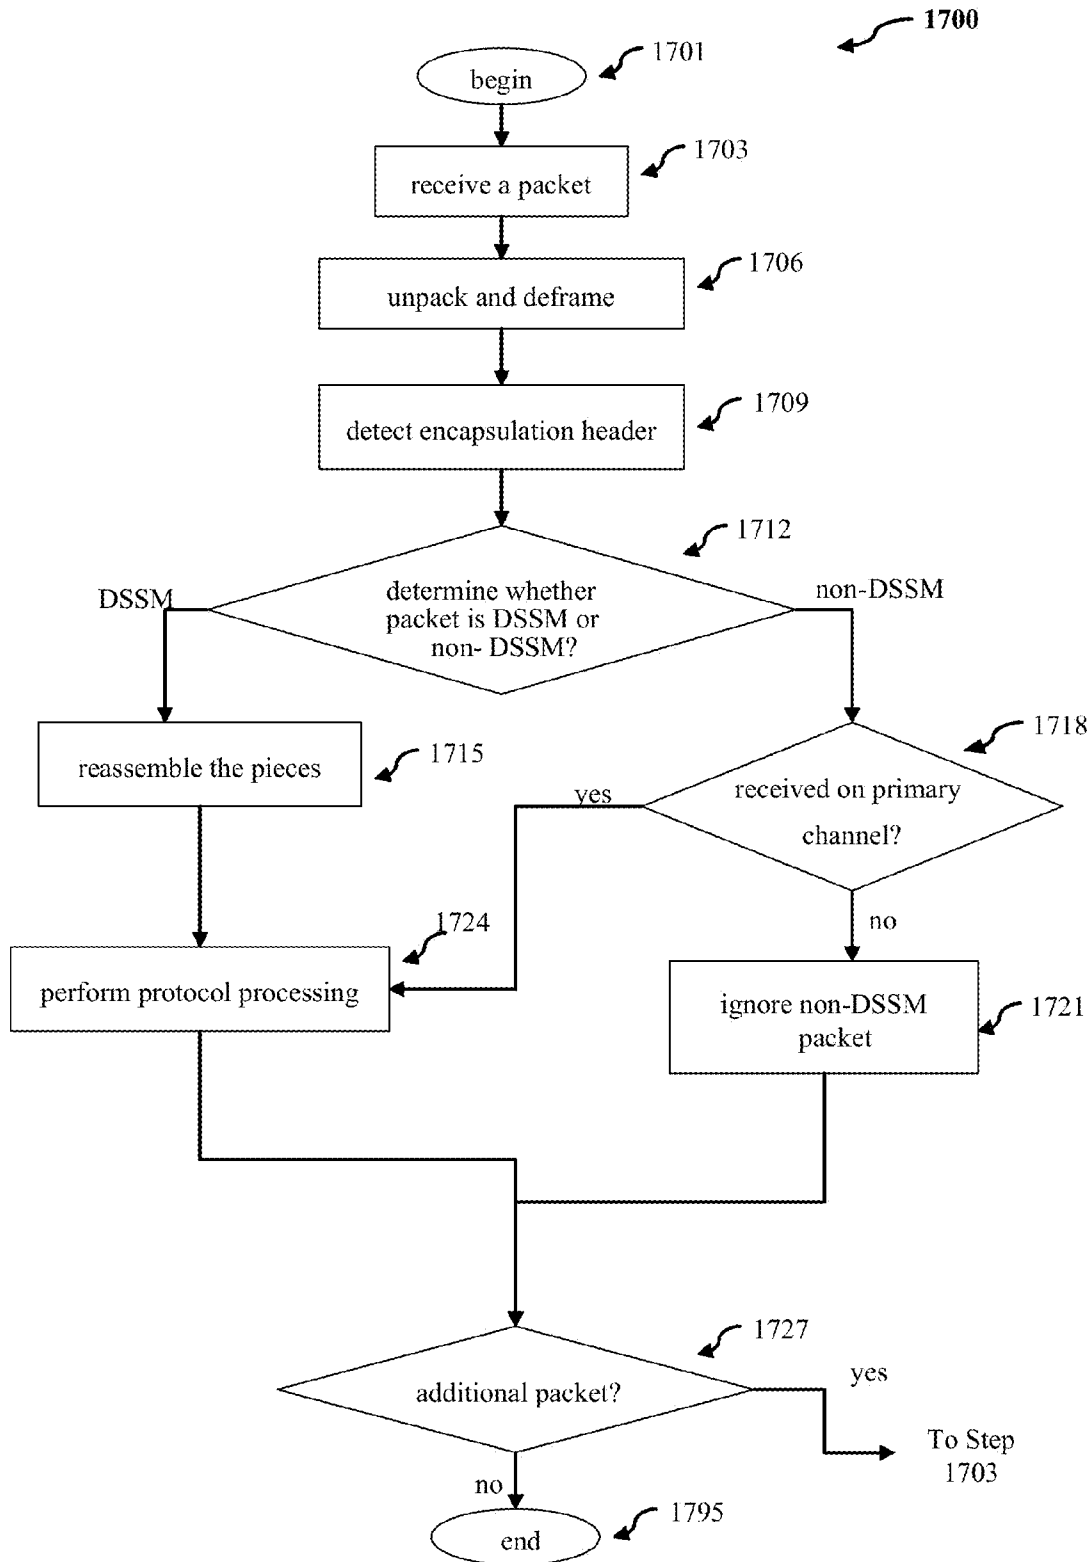 1700
1701
begin
1703
receive a packet
1706
unpack and deframe
1709
detect encapsulation header
1712
DSSM
determine whether
packet is DSSM or
non- DSSM?
non-DSSM
1715
reassemble the pieces
1718
yes
received on primary
channel?
no
1724
perform protocol processing
1721
ignore non-DSSM
packet
1727
additional packet?
yes
To Step
1703
no
1795
end